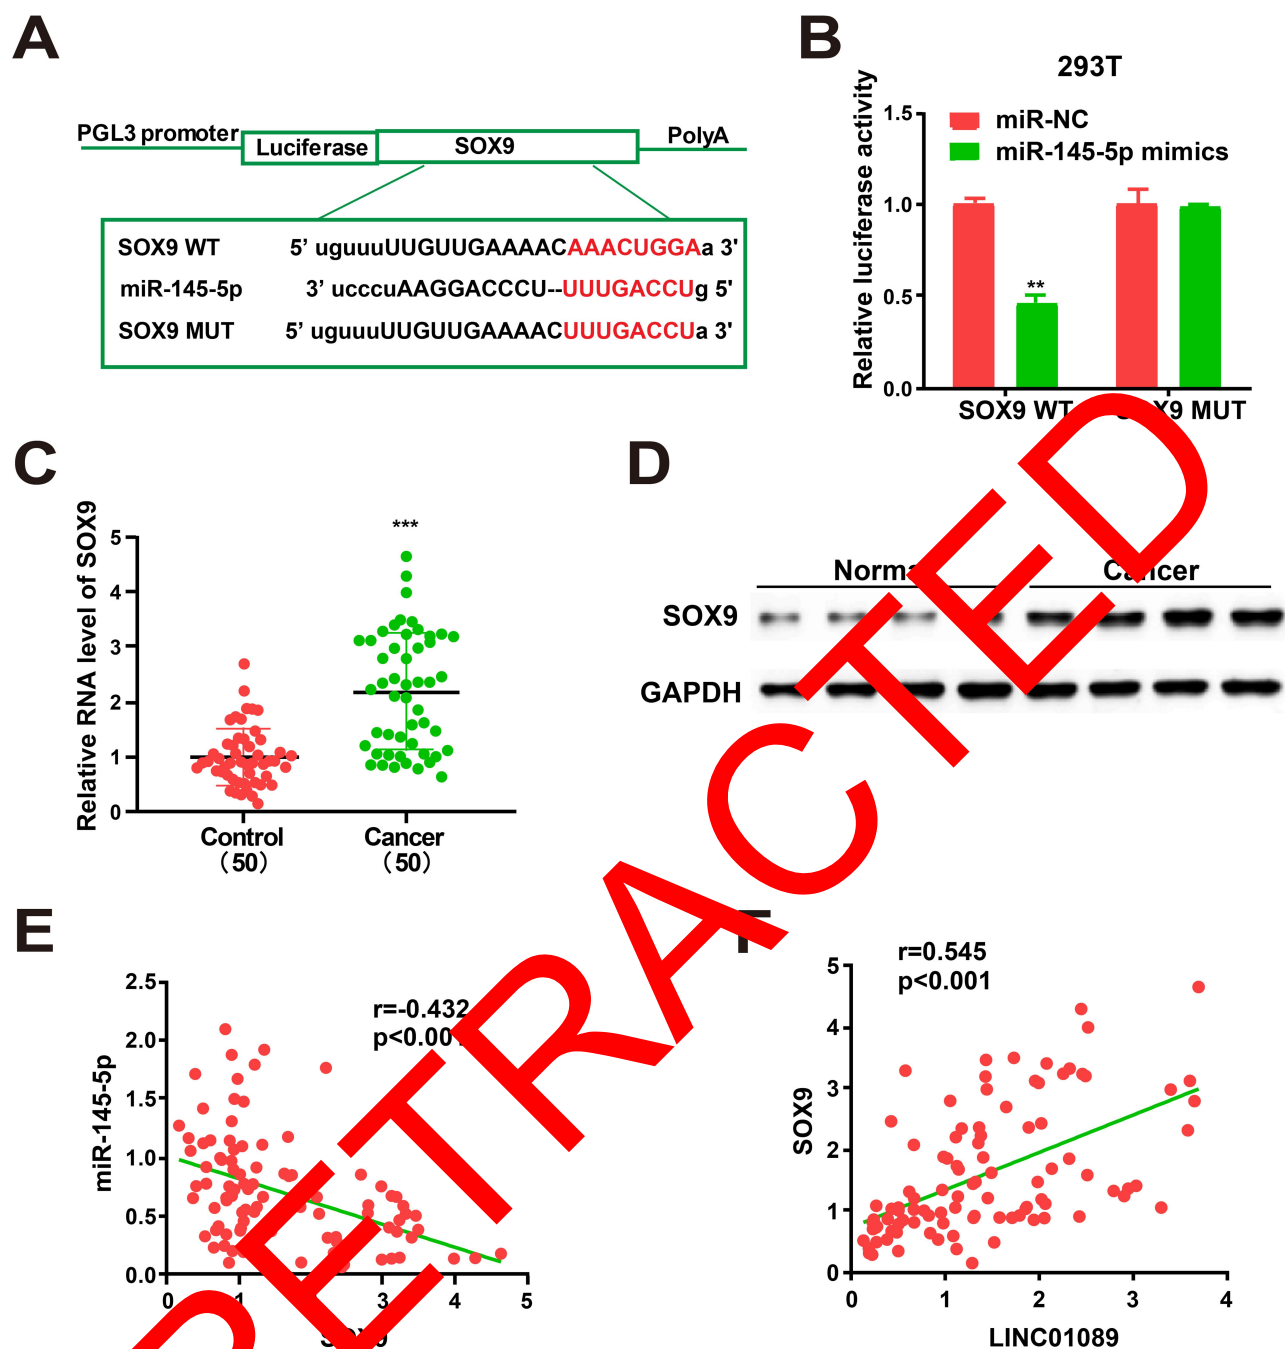 A
PGL3 promoter
Luciferase
SOX9
PolyA
SOX9 WT 5’ uguuuUUGUUGAAAACAAACUGGAa 3'
miR-145-5p 3’ ucccuAAGGACCCU--UUUGACCUg 5'
SOX9 MUT 5’ uguuuUUGUUGAAAACUUUGACCUa 3'
B
293T
miR-NC
miR-145-5p mimics
Relative luciferase activity
1.5
1.0
0.5
0.0
**
SOX9 WT
9 MUT
C
Relative RNA level of SOX9
5
4
3
2
1
0
***
Control
(50)
Cancer
(50)
D
Cancer
SOX9
GAPDH
E
r=-0.432
miR-145-5p
2.5
2.0
1.5
1.0
0.5
0.0
0 1 3 4 5
r=0.545
p<0.001
SOX9
5
4
3
2
1
0
0 1 2 3 4
LINC01089
RETRACTED